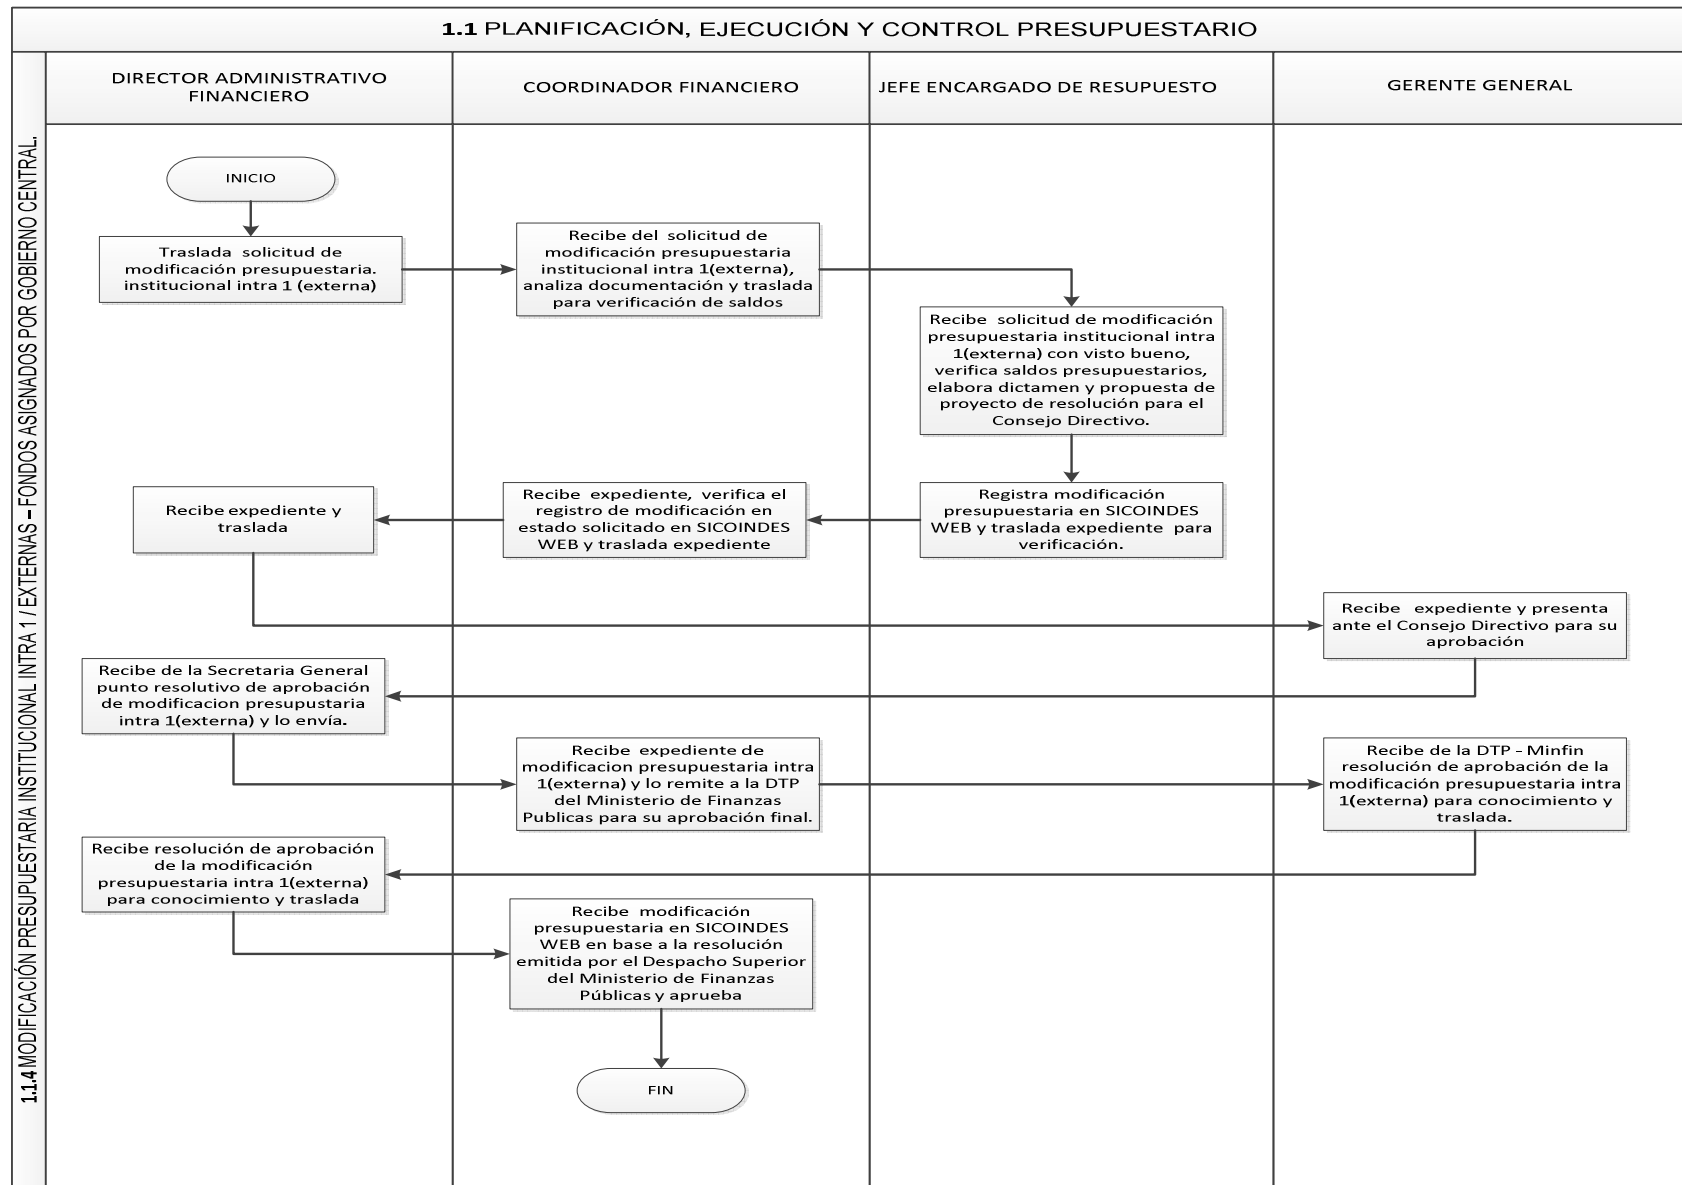 1.1 PLANIFICACIÓN, EJECUCIÓN Y CONTROL PRESUPUESTARIO
1.1.4 MODIFICACIÓN PRESUPUESTARIA INSTITUCIONAL INTRA 1 / EXTERNAS – FONDOS ASIGNADOS POR GOBIERNO CENTRAL.
DIRECTOR ADMINISTRATIVO
FINANCIERO
COORDINADOR FINANCIERO
JEFE ENCARGADO DE RESUPUESTO
GERENTE GENERAL
INICIO
Traslada solicitud de
modificación presupuestaria.
institucional intra 1 (externa)
Recibe del solicitud de
modificación presupuestaria
institucional intra 1(externa),
analiza documentación y traslada
para verificación de saldos
Recibe solicitud de modificación
presupuestaria institucional intra
1(externa) con visto bueno,
verifica saldos presupuestarios,
elabora dictamen y propuesta de
proyecto de resolución para el
Consejo Directivo.
Registra modificación
presupuestaria en SICOINDES
WEB y traslada expediente para
verificación.
Recibe expediente, verifica el
registro de modificación en
estado solicitado en SICOINDES
WEB y traslada expediente
Recibe expediente y
traslada
Recibe expediente y presenta
ante el Consejo Directivo para su
aprobación
Recibe de la Secretaria General
punto resolutivo de aprobación
de modificacion presupustaria
intra 1(externa) y lo envía.
Recibe expediente de
modificacion presupuestaria intra
1(externa) y lo remite a la DTP
del Ministerio de Finanzas
Publicas para su aprobación final.
Recibe de la DTP - Minfin
resolución de aprobación de la
modificación presupuestaria intra
1(externa) para conocimiento y
traslada.
Recibe resolución de aprobación
de la modificación
presupuestaria intra 1(externa)
para conocimiento y traslada
Recibe modificación
presupuestaria en SICOINDES
WEB en base a la resolución
emitida por el Despacho Superior
del Ministerio de Finanzas
Públicas y aprueba
FIN